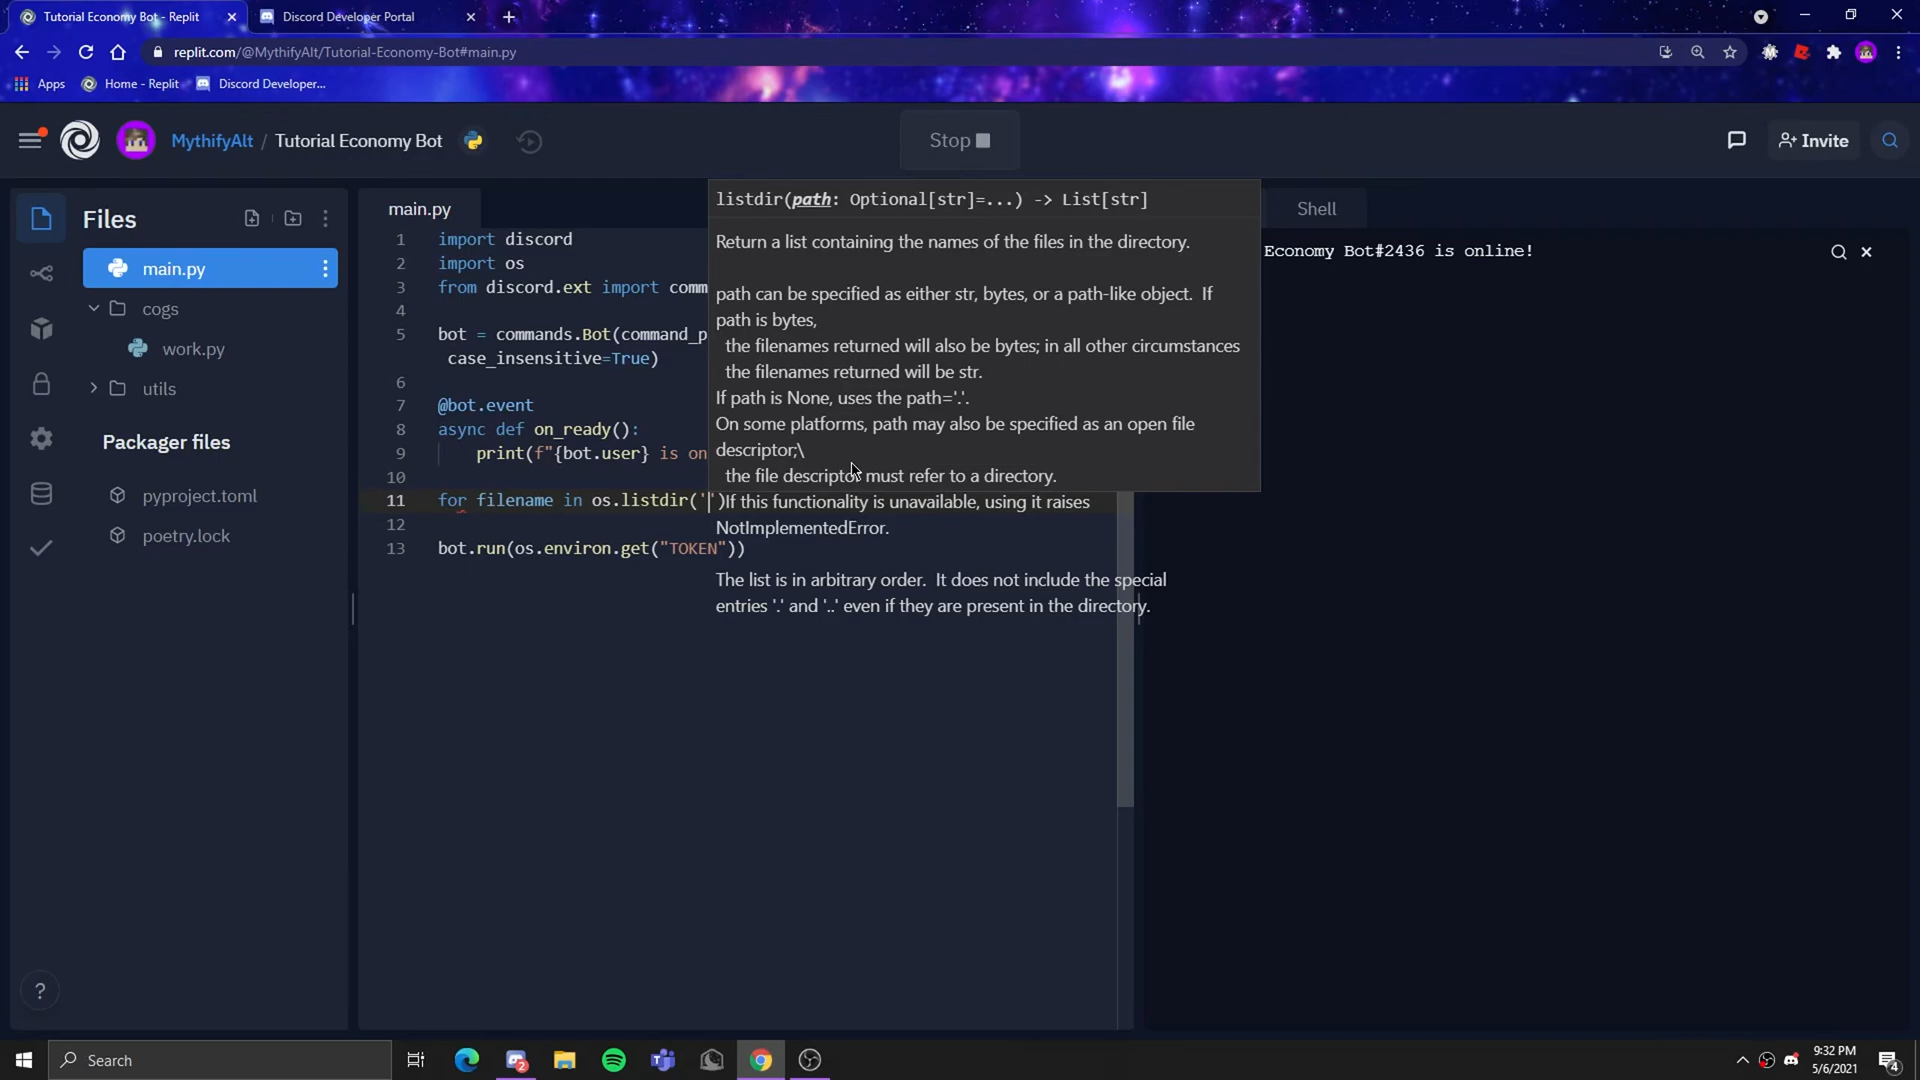 Tutorial Economy Bot - Replit
Discord Developer Portal
replit.com/@MythifyAlt/Tutorial-Economy-Bot#main.py
Apps
Home - Replit
Discord Developer...
MythifyAlt / Tutorial Economy Bot
Stop
Invite
Files
main.py
cogs
work.py
utils
Packager files
pyproject.toml
poetry.lock
?
main.py
1 import discord
2 import os
3 from discord.ext import comm
4
5 bot = commands.Bot(command_p
case_insensitive=True)
6
7 @bot.event
8 async def on_ready():
9 print(f"{bot.user} is on
10
11 for filename in os.listdir('')
12
13 bot.run(os.environ.get("TOKEN"))
listdir(path: Optional[str]=...) -> List[str]
Return a list containing the names of the files in the directory.
path can be specified as either str, bytes, or a path-like object. If
path is bytes,
the filenames returned will also be bytes; in all other circumstances
the filenames returned will be str.
If path is None, uses the path='.'.
On some platforms, path may also be specified as an open file
descriptor;\
the file descriptor must refer to a directory.
If this functionality is unavailable, using it raises
NotImplementedError.
The list is in arbitrary order. It does not include the special
entries '.' and '..' even if they are present in the directory.
Shell
Economy Bot#2436 is online!
Search
2
9:32 PM
5/6/2021
4